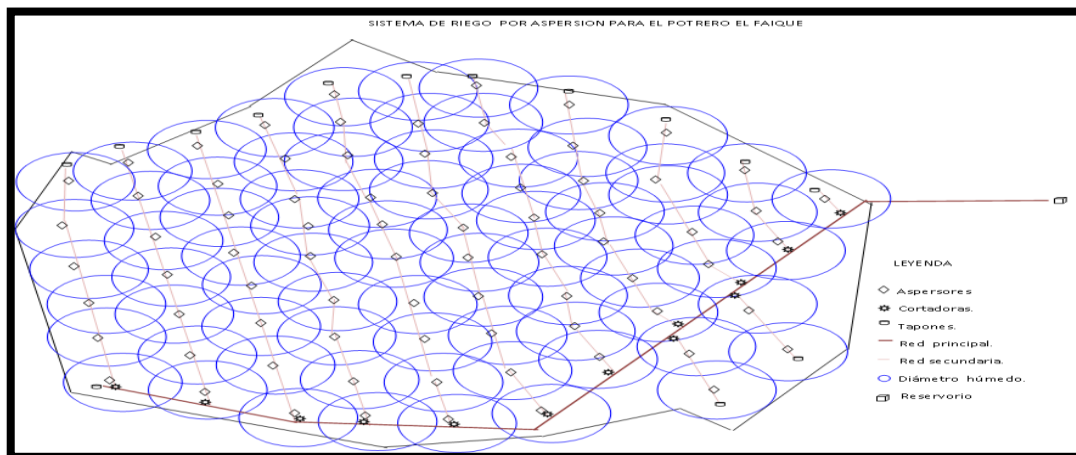 SISTEMA DE RIEGO POR ASPERSION PARA EL POTRERO EL FAIQUE
LEYENDA
Aspersores
Cortadoras.
Tapones.
Red principal.
Red secundaria.
Diámetro húmedo.
Reservorio